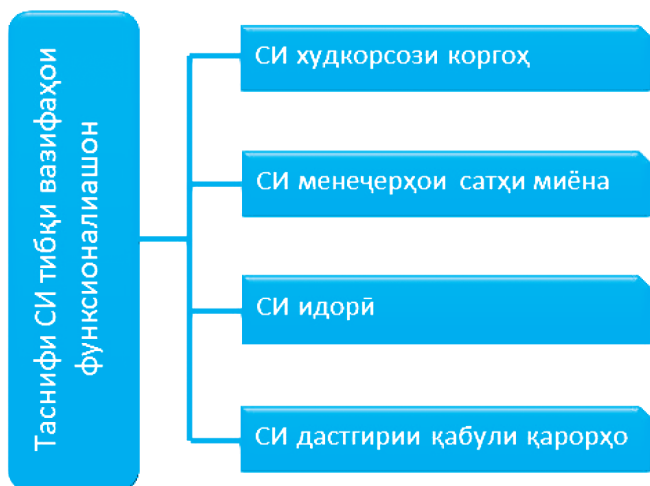 Таснифи СИ тибқи вазифаҳои
функсионалиашон
СИ худкорсози коргоҳ
СИ менеҷерҳои сатҳи миёна
СИ идорӣ
СИ дастгирии қабули қарорҳо